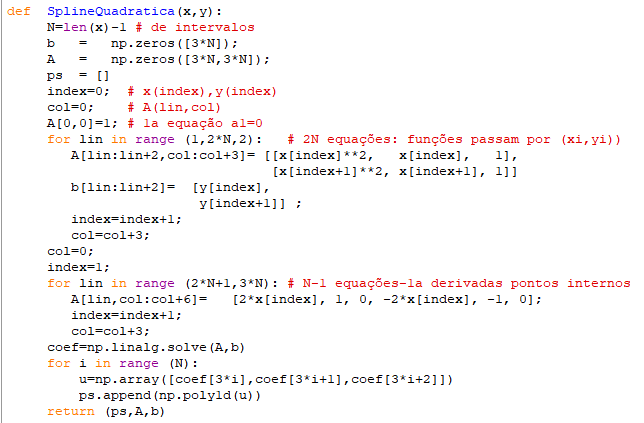 def  SplineQuadratica(x,y):
     N=len(x)-1 # de intervalos
     b   =   np.zeros([3*N]);
     A   =   np.zeros([3*N,3*N]);
     ps  = []
     index=0;  # x(index),y(index)
     col=0;    # A(lin,col)
     A[0,0]=1; # 1a equação a1=0
     for lin in range (1,2*N,2):   # 2N equações: funções passam por (xi,yi))
        A[lin:lin+2,col:col+3]= [[x[index]**2,   x[index],   1],
                                 [x[index+1]**2, x[index+1], 1]]
        b[lin:lin+2]=  [y[index],
                        y[index+1]] ;
        index=index+1;
        col=col+3;
     col=0;
     index=1;
     for lin in range (2*N+1,3*N): # N-1 equações-1a derivadas pontos internos
        A[lin,col:col+6]=   [2*x[index], 1, 0, -2*x[index], -1, 0];
        index=index+1;
        col=col+3;
     coef=np.linalg.solve(A,b)
     for i in range (N):
         u=np.array([coef[3*i],coef[3*i+1],coef[3*i+2]])
         ps.append(np.poly1d(u))
     return (ps,A,b)